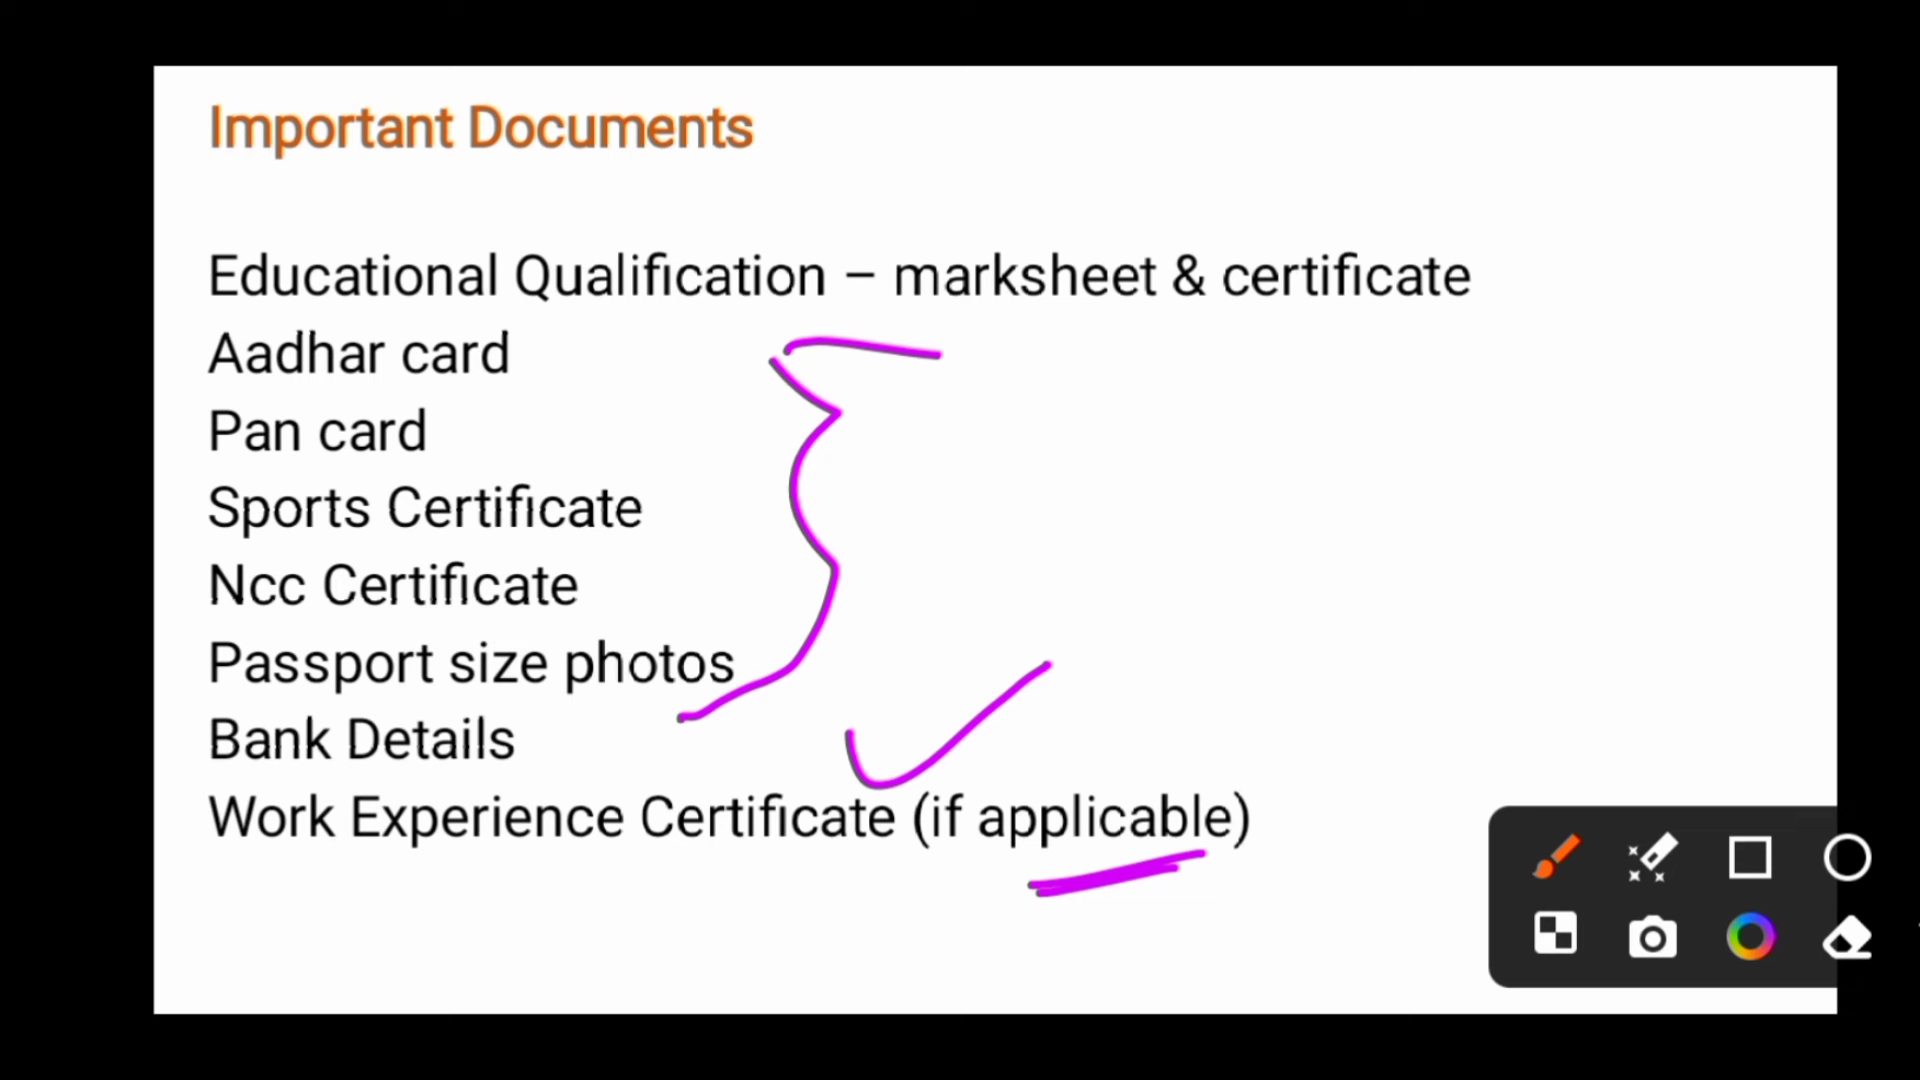 Important Documents
Educational Qualification – marksheet & certificate
Aadhar card
Pan card
Sports Certificate
Ncc Certificate
Passport size photos
Bank Details
Work Experience Certificate (if applicable)